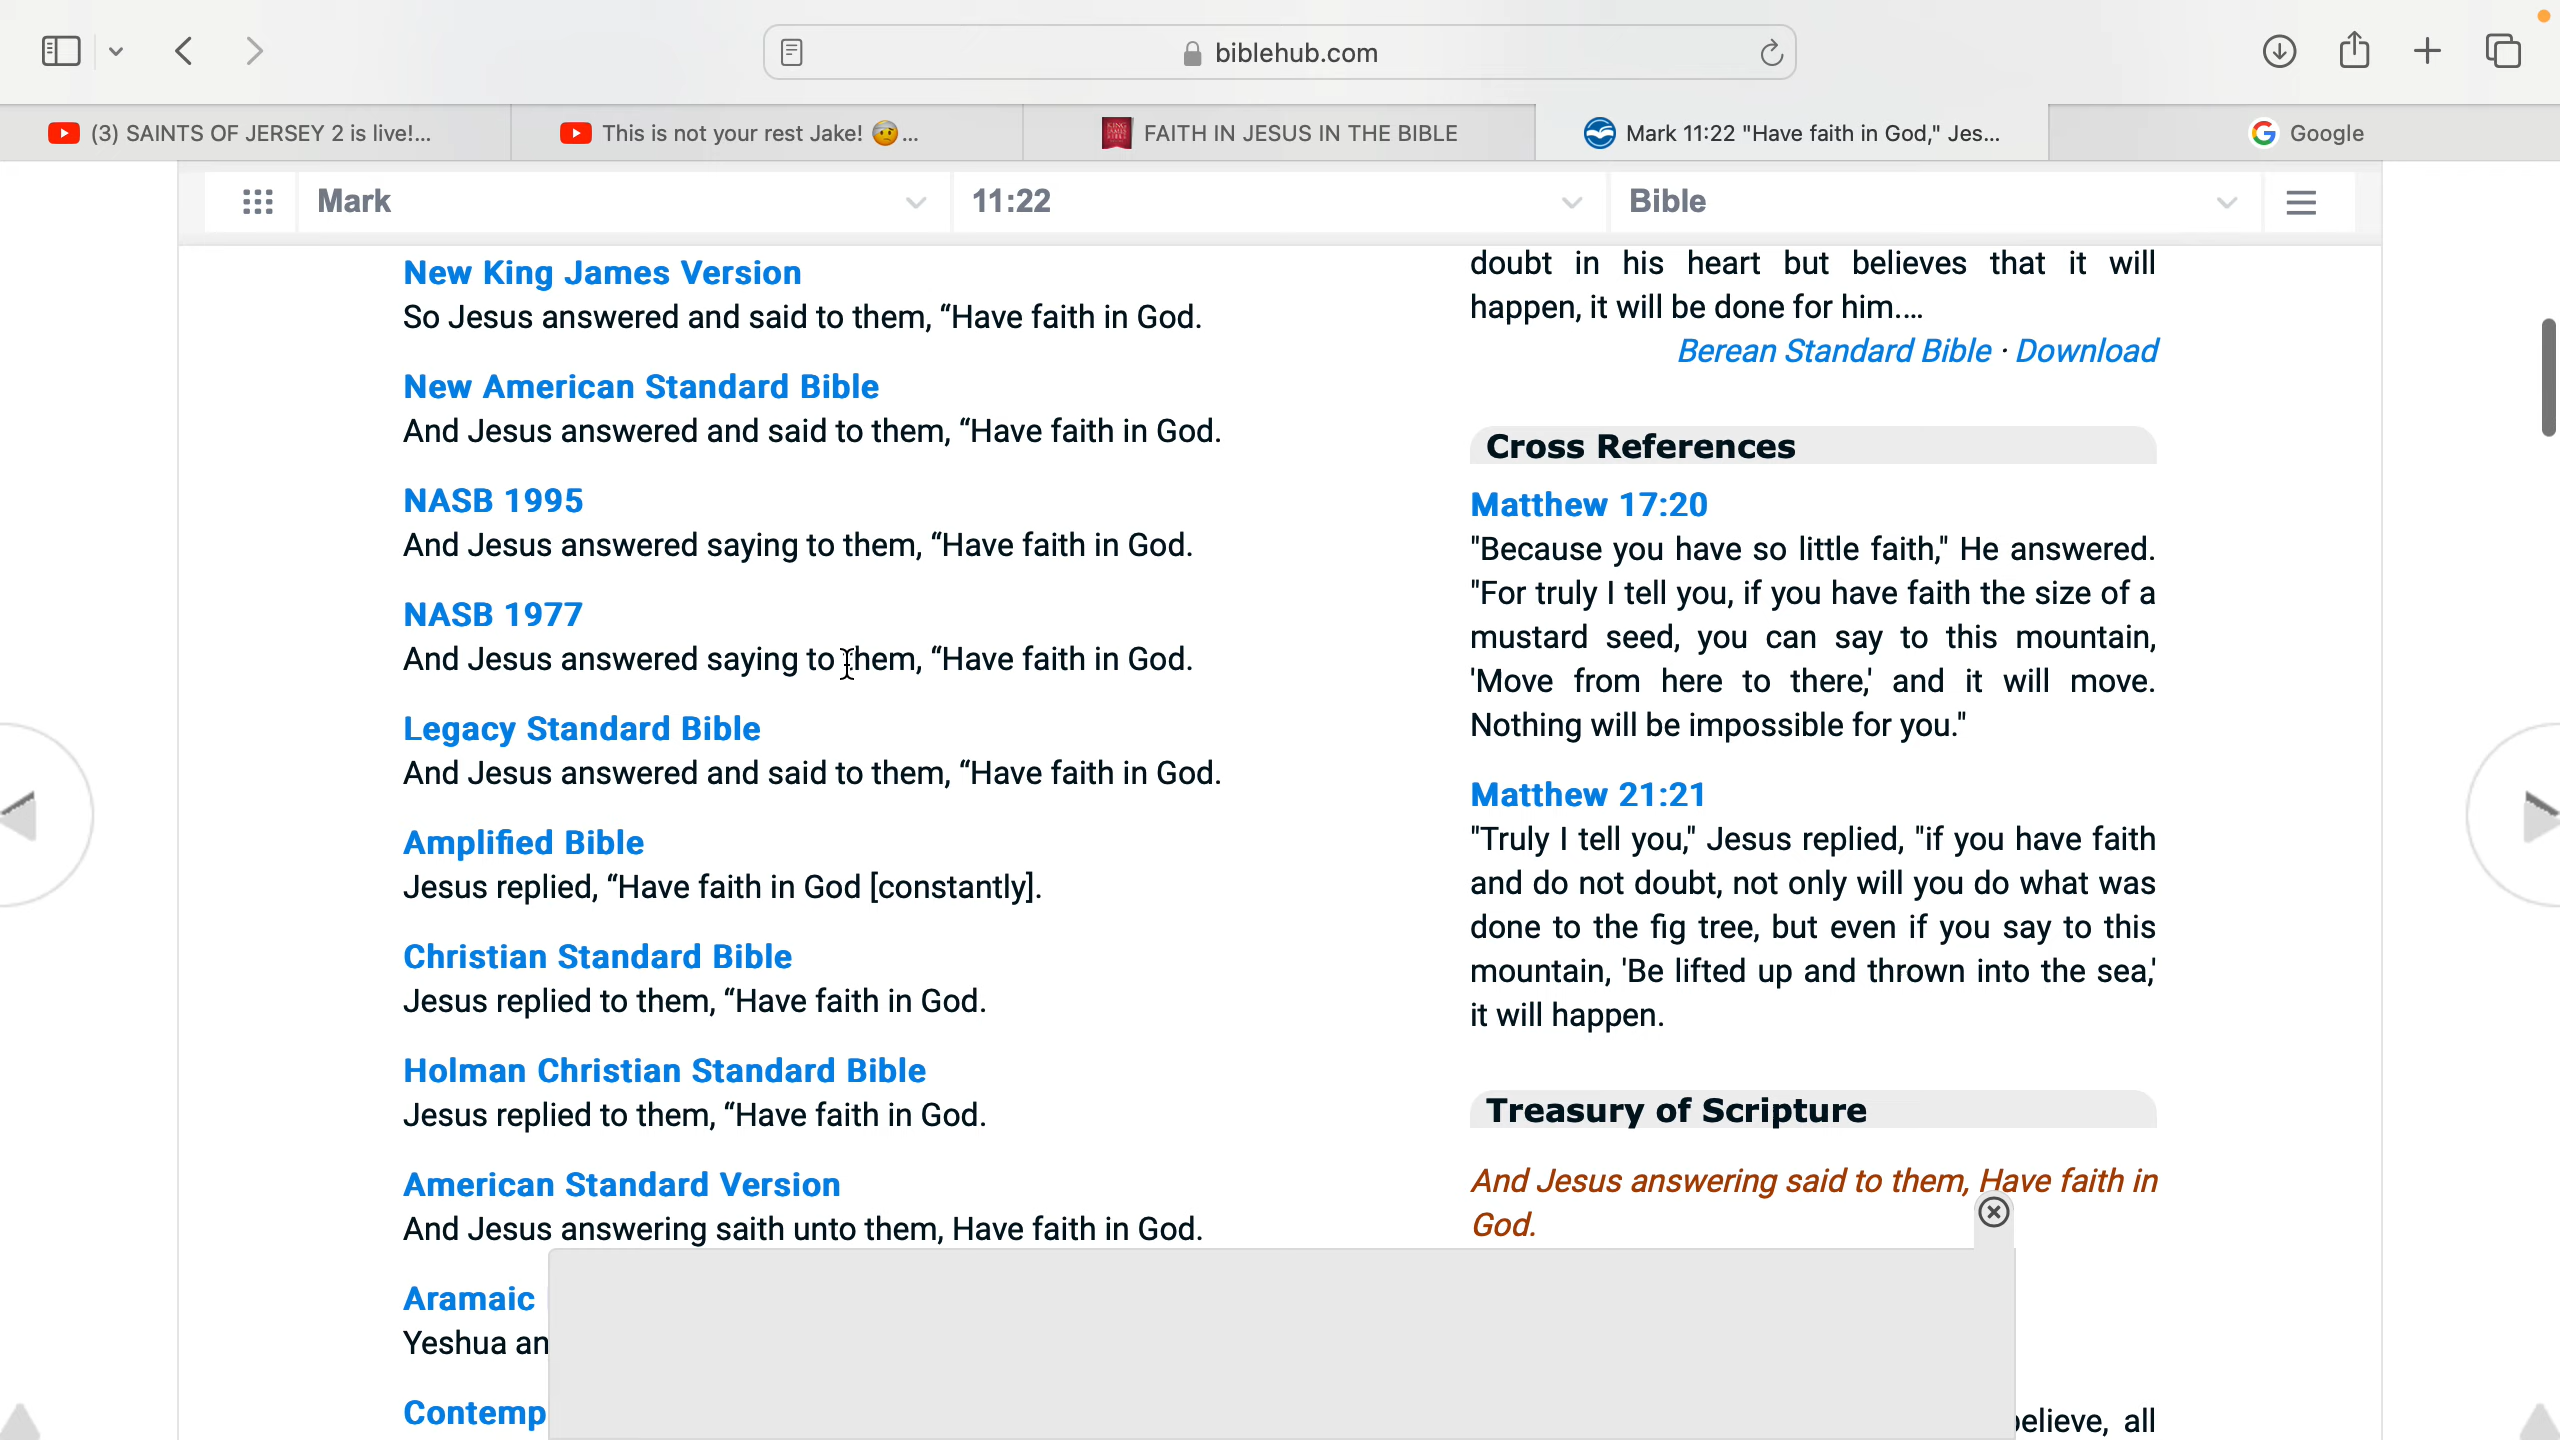 biblehub.com
(3) SAINTS OF JERSEY 2 is live!...
This is not your rest Jake! 🤕...
FAITH IN JESUS IN THE BIBLE
Mark 11:22 "Have faith in God," Jes...
Google
Mark
11:22
Bible
New King James Version
So Jesus answered and said to them, “Have faith in God.
New American Standard Bible
And Jesus answered and said to them, “Have faith in God.
NASB 1995
And Jesus answered saying to them, “Have faith in God.
NASB 1977
And Jesus answered saying to them, “Have faith in God.
Legacy Standard Bible
And Jesus answered and said to them, “Have faith in God.
Amplified Bible
Jesus replied, “Have faith in God [constantly].
Christian Standard Bible
Jesus replied to them, “Have faith in God.
Holman Christian Standard Bible
Jesus replied to them, “Have faith in God.
American Standard Version
And Jesus answering saith unto them, Have faith in God.
Aramaic
Yeshua an
Contemp
doubt in his heart but believes that it will
happen, it will be done for him.…
Berean Standard Bible · Download
Cross References
Matthew 17:20
"Because you have so little faith," He answered.
"For truly I tell you, if you have faith the size of a
mustard seed, you can say to this mountain,
'Move from here to there,' and it will move.
Nothing will be impossible for you."
Matthew 21:21
"Truly I tell you," Jesus replied, "if you have faith
and do not doubt, not only will you do what was
done to the fig tree, but even if you say to this
mountain, 'Be lifted up and thrown into the sea,'
it will happen.
Treasury of Scripture
And Jesus answering said to them, Have faith in
God.
believe, all